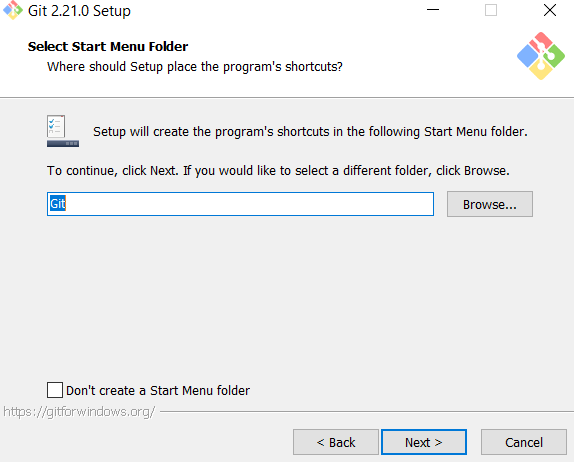 Git 2.21.0 Setup
Select Start Menu Folder
Where should Setup place the program's shortcuts?
Setup will create the program's shortcuts in the following Start Menu folder.
To continue, click Next. If you would like to select a different folder, click Browse.
Git
Browse...
Don't create a Start Menu folder
https://gitforwindows.org/
< Back
Next >
Cancel